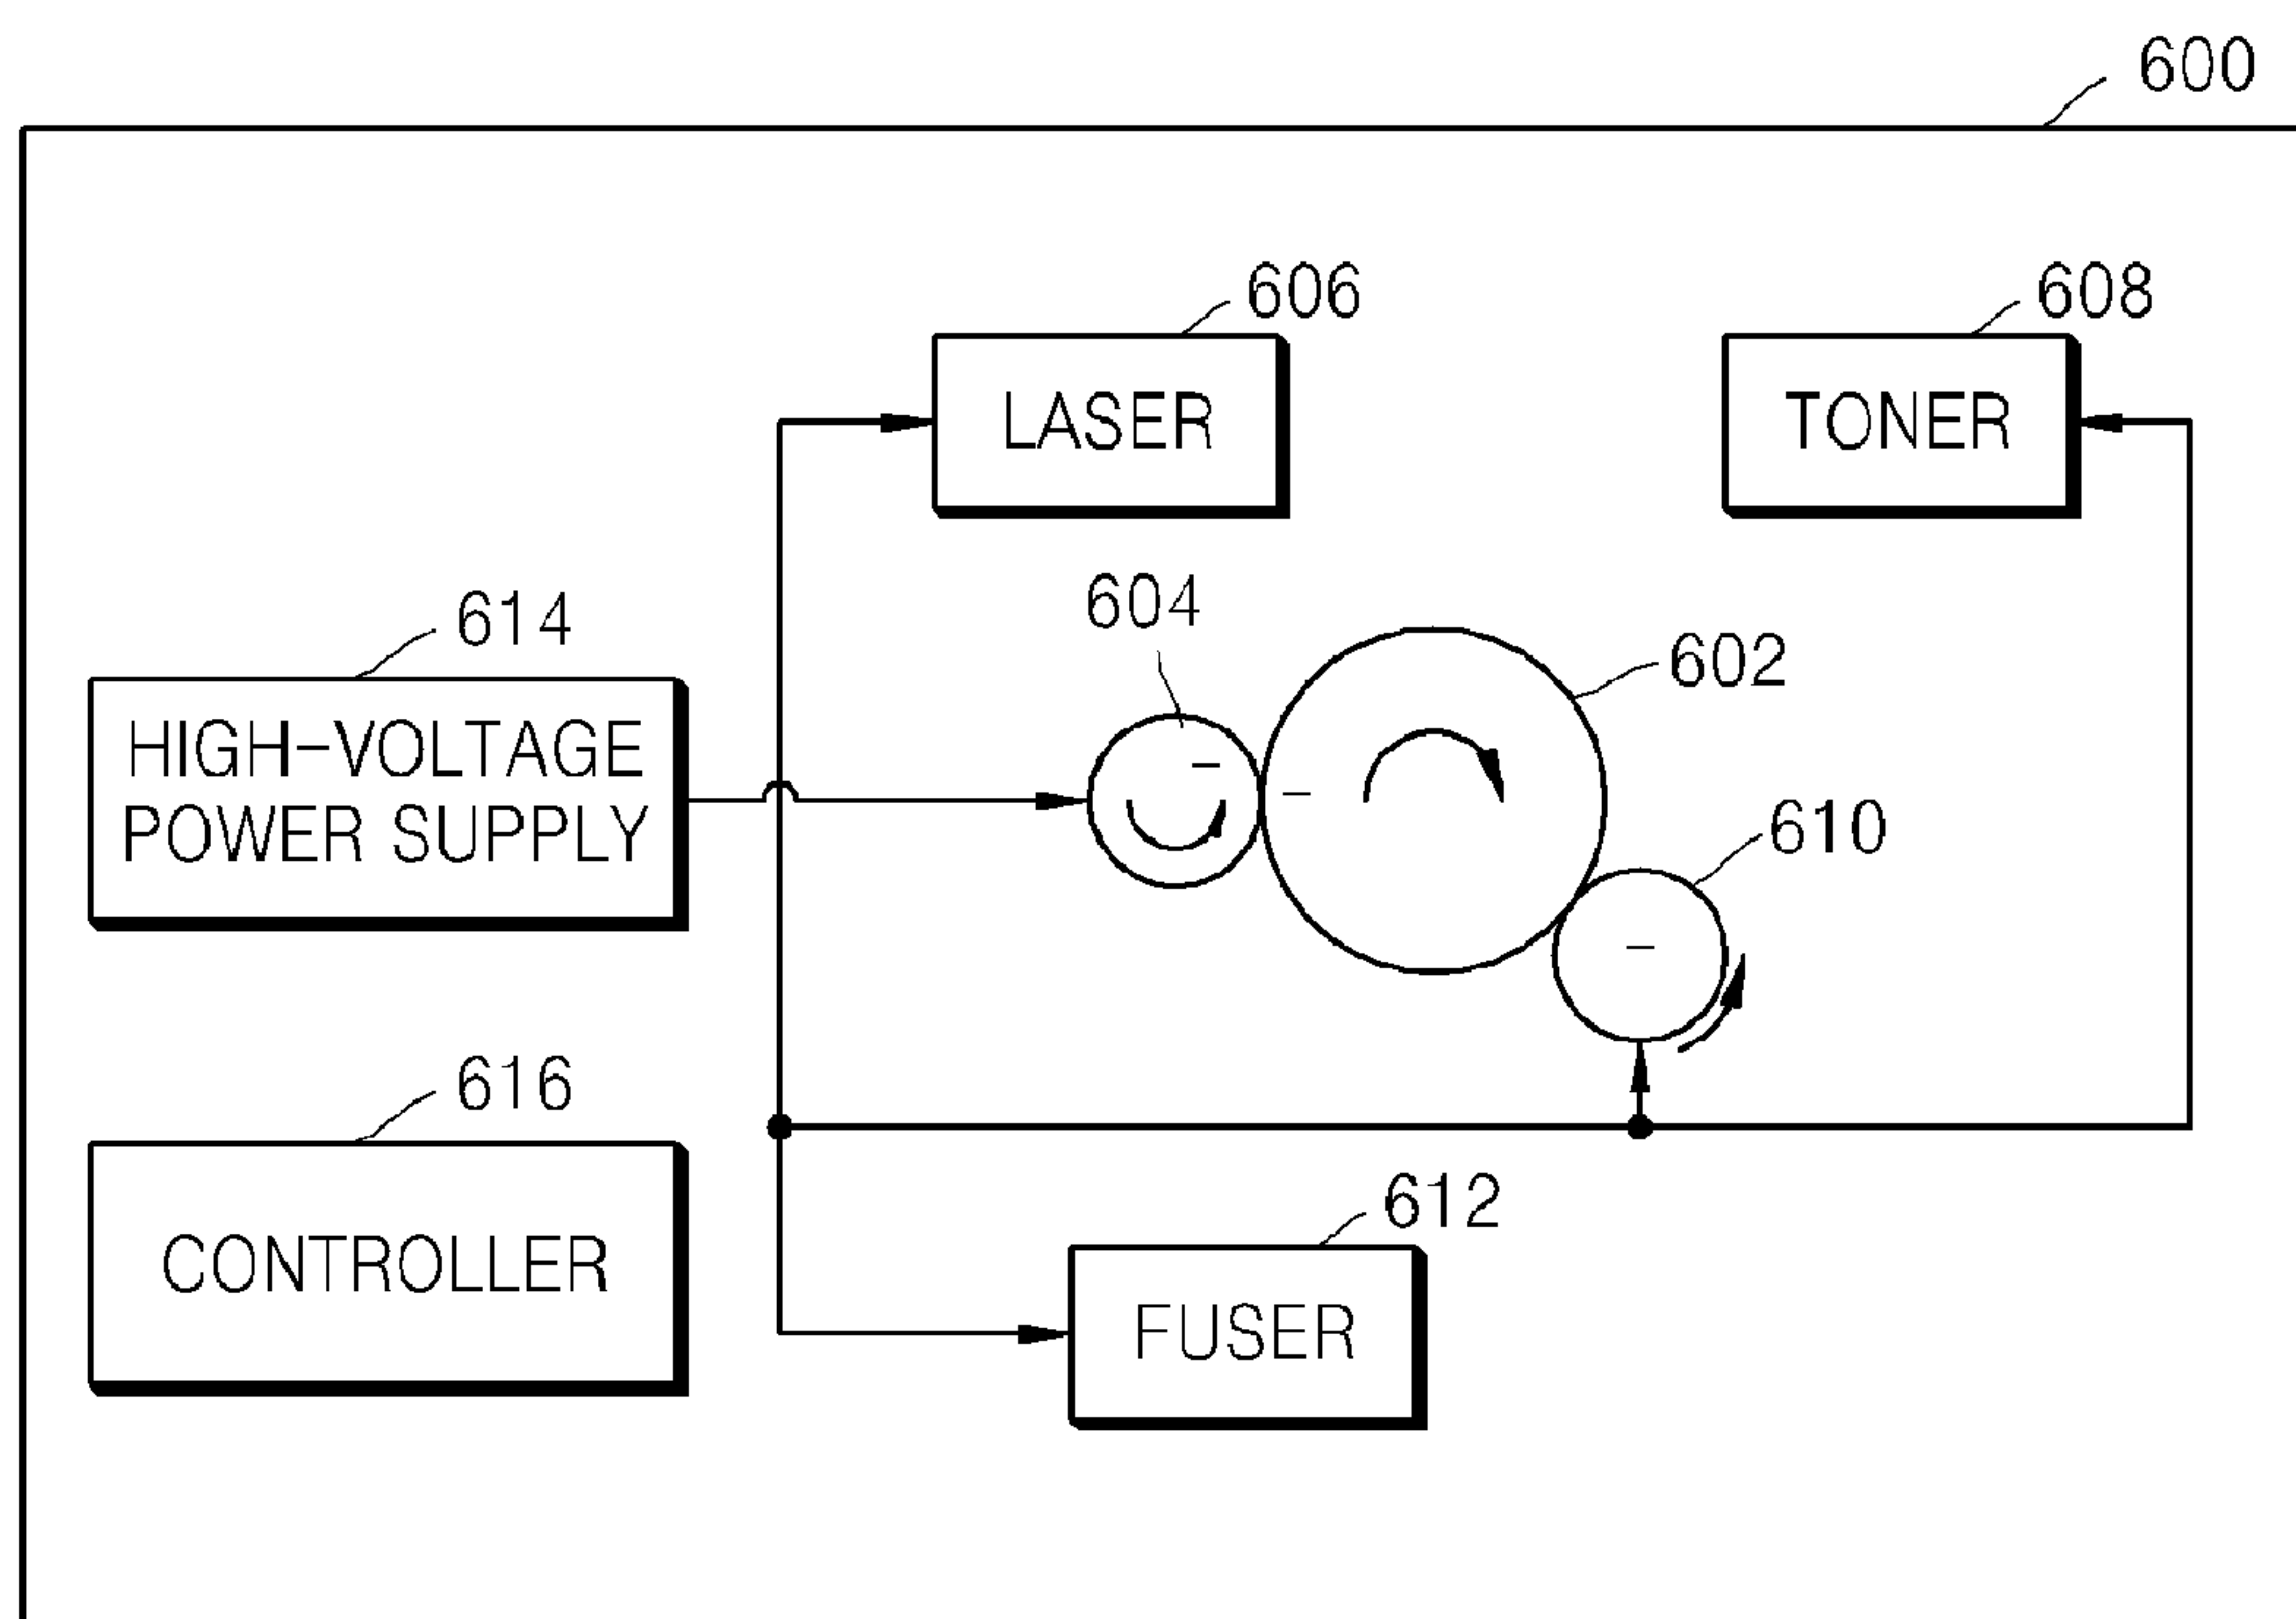 600
606
LASER
608
TONER
604
602
614
HIGH-VOLTAGE
POWER SUPPLY
610
616
CONTROLLER
612
FUSER